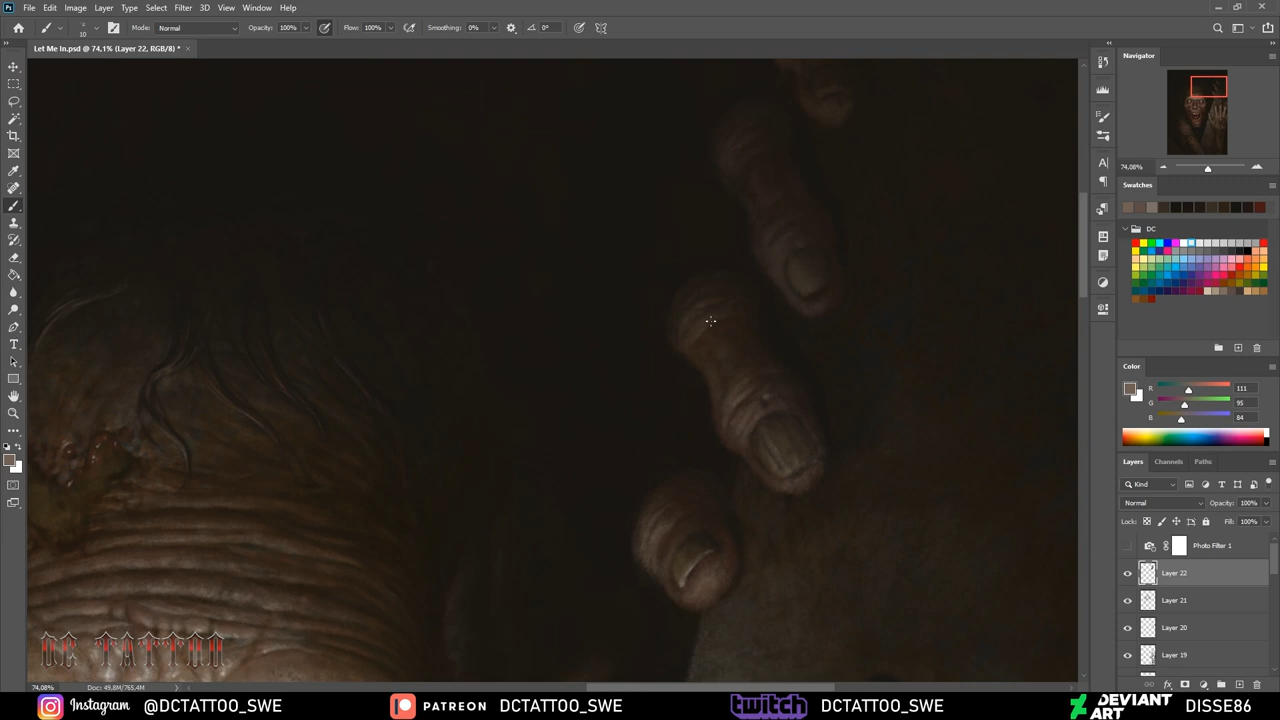 File Edit Image Layer Type Select Filter 3D View Window Help
10 Mode: Normal Opacity: 100% Flow: 100% Smoothing: 0% 0°
Let Me In.psd @ 74,1% (Layer 22, RGB/8) *
Navigator
74,08%
Swatches
DC
Color
R 111
G 95
B 84
Layers Channels Paths
Kind
Normal Opacity: 100%
Lock: Fill: 100%
Photo Filter 1
Layer 22
Layer 21
Layer 20
Layer 19
DC TATTOO
74,08% Doc: 49,8M/765,4M
Instagram @DCTATTOO_SWE PATREON DCTATTOO_SWE twitch DCTATTOO_SWE DEVIANT ART DISSE86